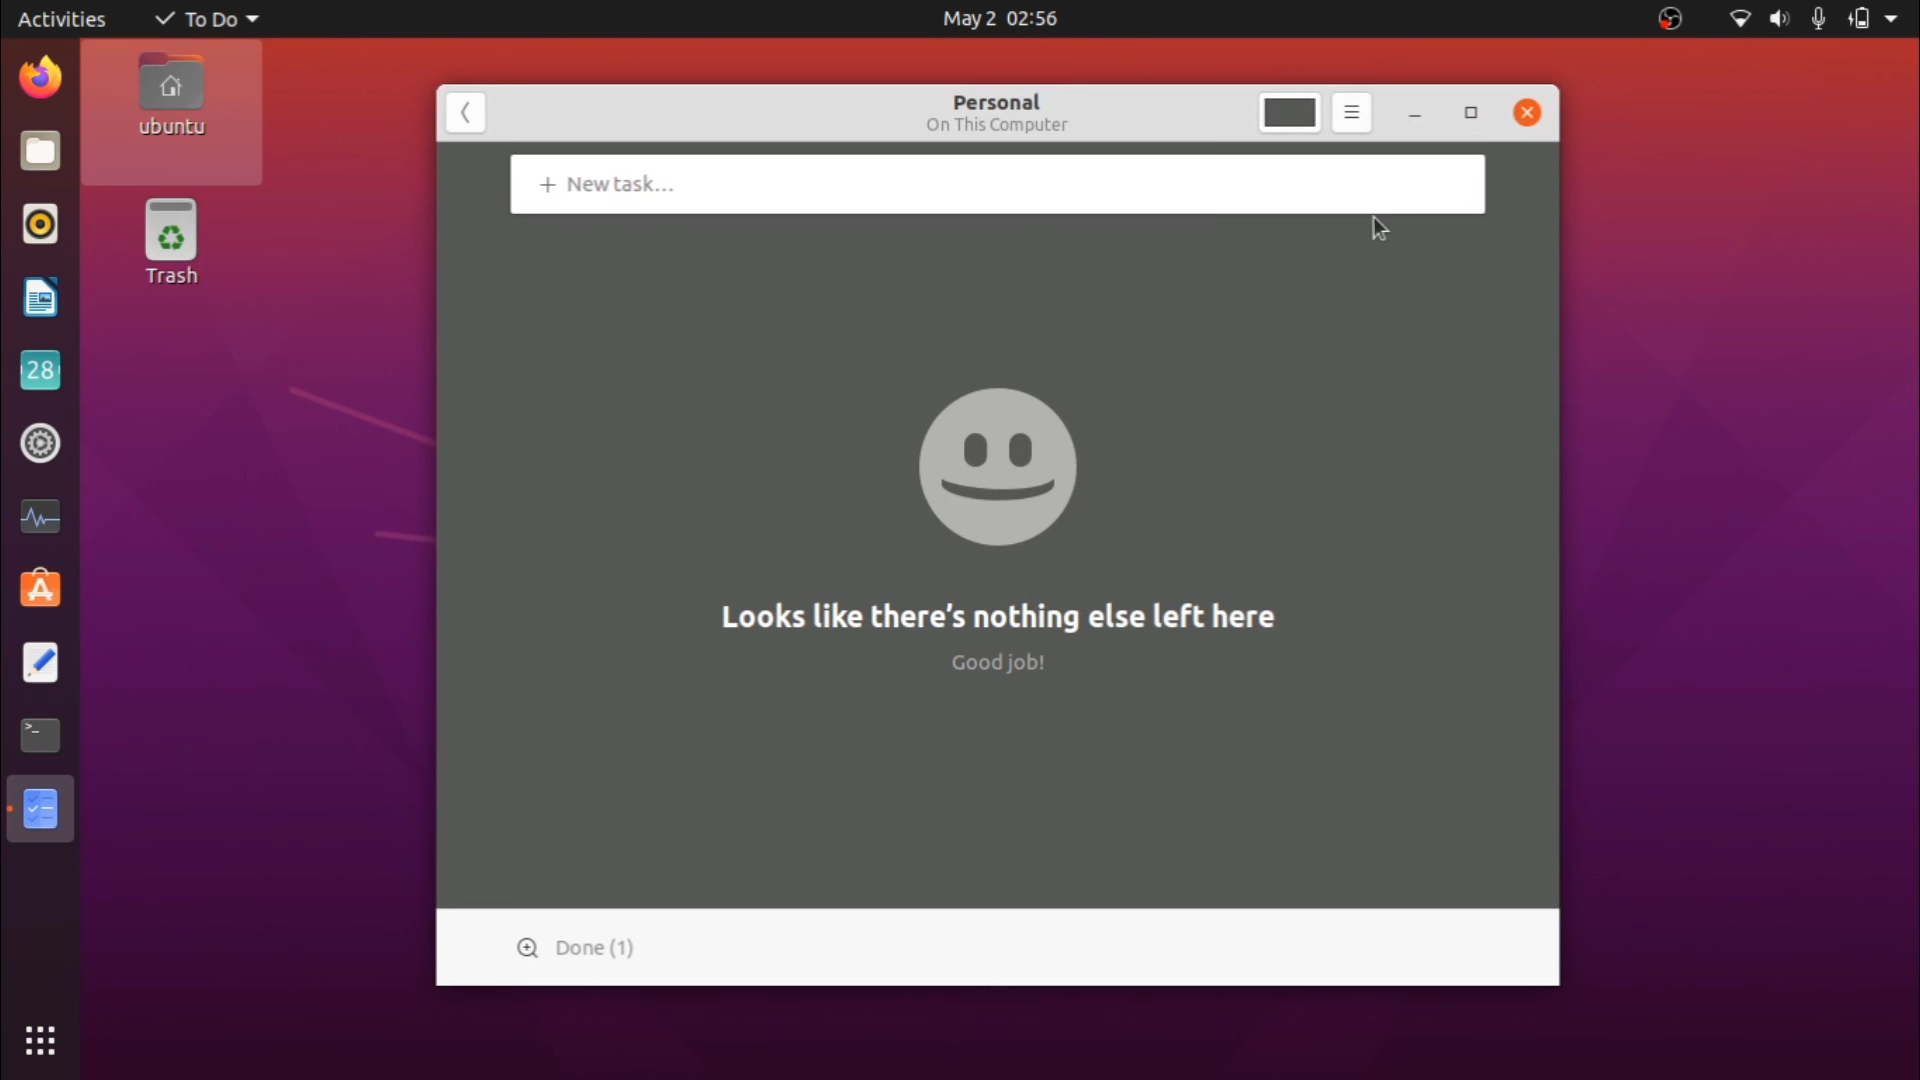 Activities
To Do
May 2 02:56
ubuntu
Trash
28
>_
Personal
On This Computer
+ New task...
Looks like there's nothing else left here
Good job!
Done (1)